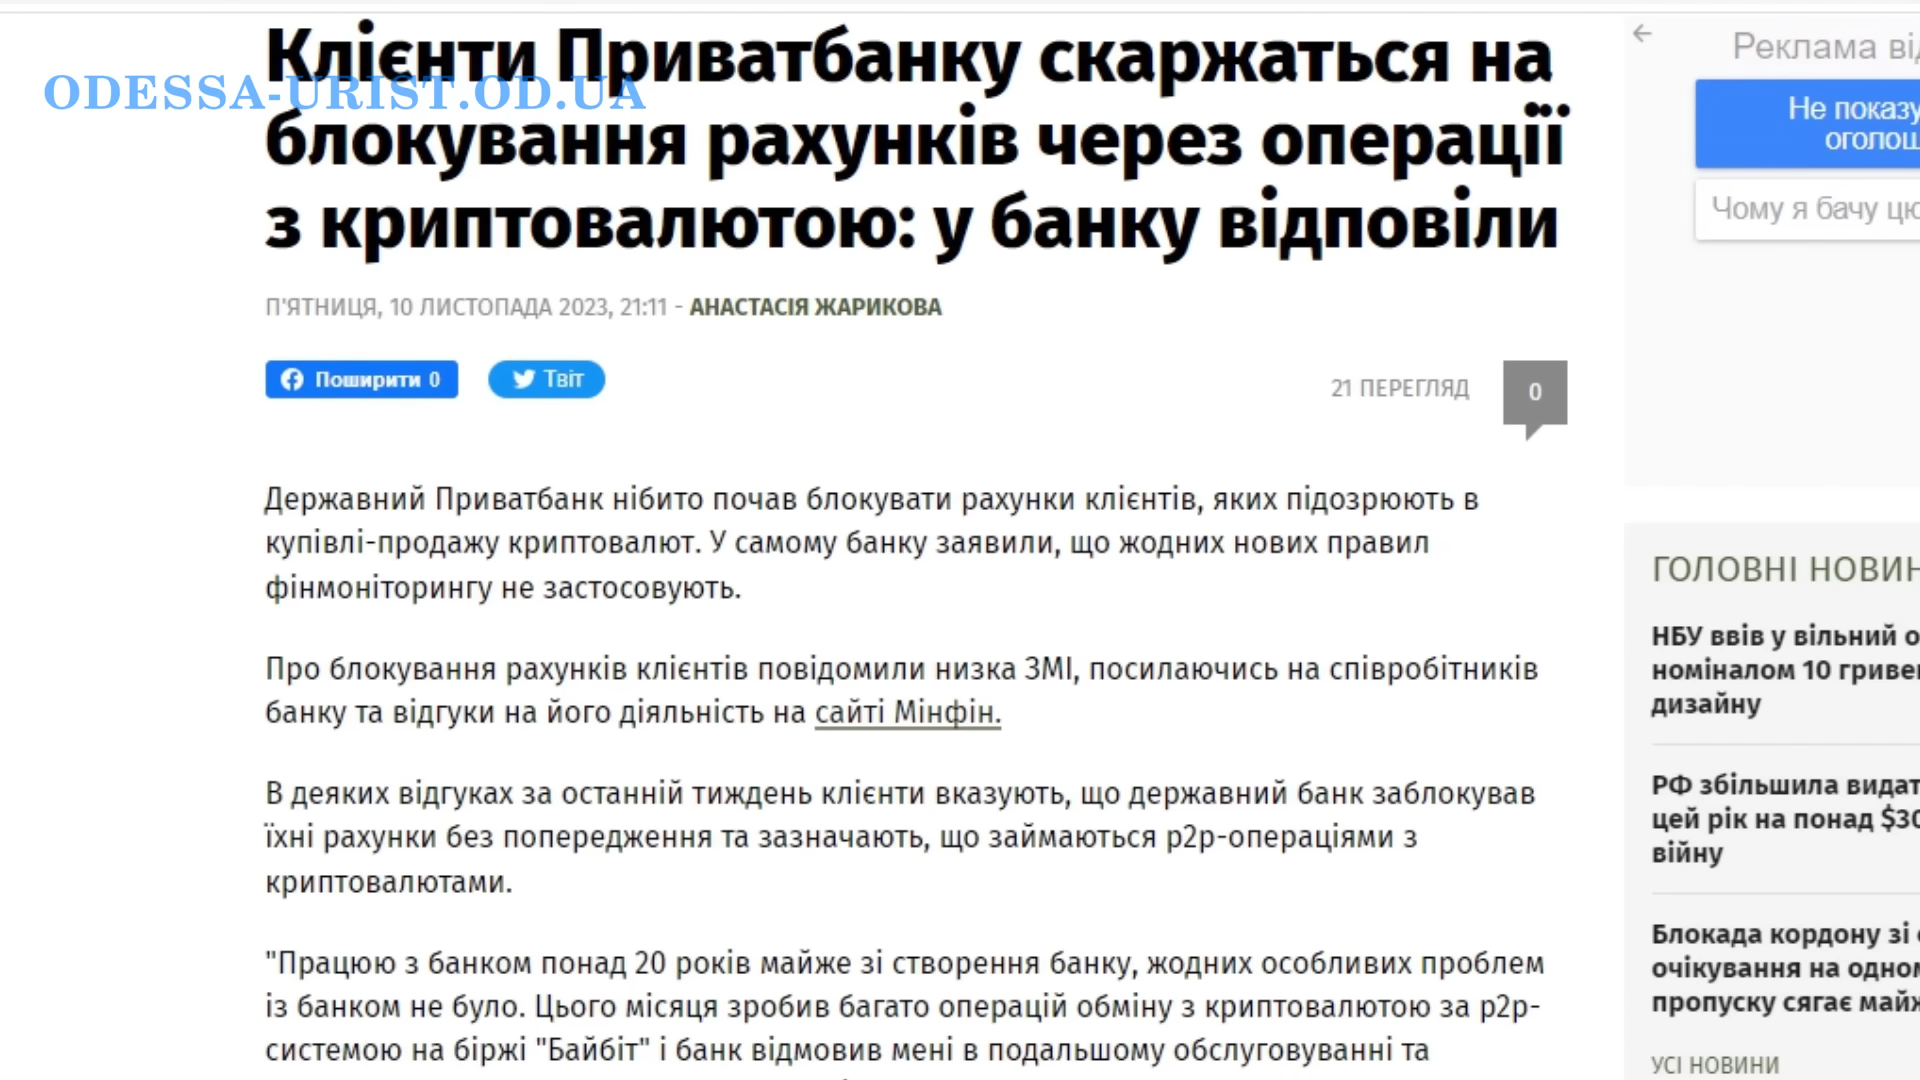 Клієнти Приватбанку скаржаться на
ODESSA-URIST.OD.UA
блокування рахунків через операції
з криптовалютою: у банку відповіли
П'ЯТНИЦЯ, 10 ЛИСТОПАДА 2023, 21:11 - АНАСТАСІЯ ЖАРИКОВА
Поширити 0
Твіт
21 ПЕРЕГЛЯД
0
Державний Приватбанк нібито почав блокувати рахунки клієнтів, яких підозрюють в
купівлі-продажу криптовалют. У самому банку заявили, що жодних нових правил
фінмоніторингу не застосовують.
Про блокування рахунків клієнтів повідомили низка ЗМІ, посилаючись на співробітників
банку та відгуки на його діяльність на сайті Мінфін.
В деяких відгуках за останній тиждень клієнти вказують, що державний банк заблокував
їхні рахунки без попередження та зазначають, що займаються p2p-операціями з
криптовалютами.
"Працюю з банком понад 20 років майже зі створення банку, жодних особливих проблем
із банком не було. Цього місяця зробив багато операцій обміну з криптовалютою за p2p-
системою на біржі "Байбіт" і банк відмовив мені в подальшому обслуговуванні та
Реклама від
Не показу
оголош
Чому я бачу цю
ГОЛОВНІ НОВИН
НБУ ввів у вільний о
номіналом 10 гривен
дизайну
РФ збільшила видат
цей рік на понад $30
війну
Блокада кордону зі с
очікування на одном
пропуску сягає майж
УСІ НОВИНИ